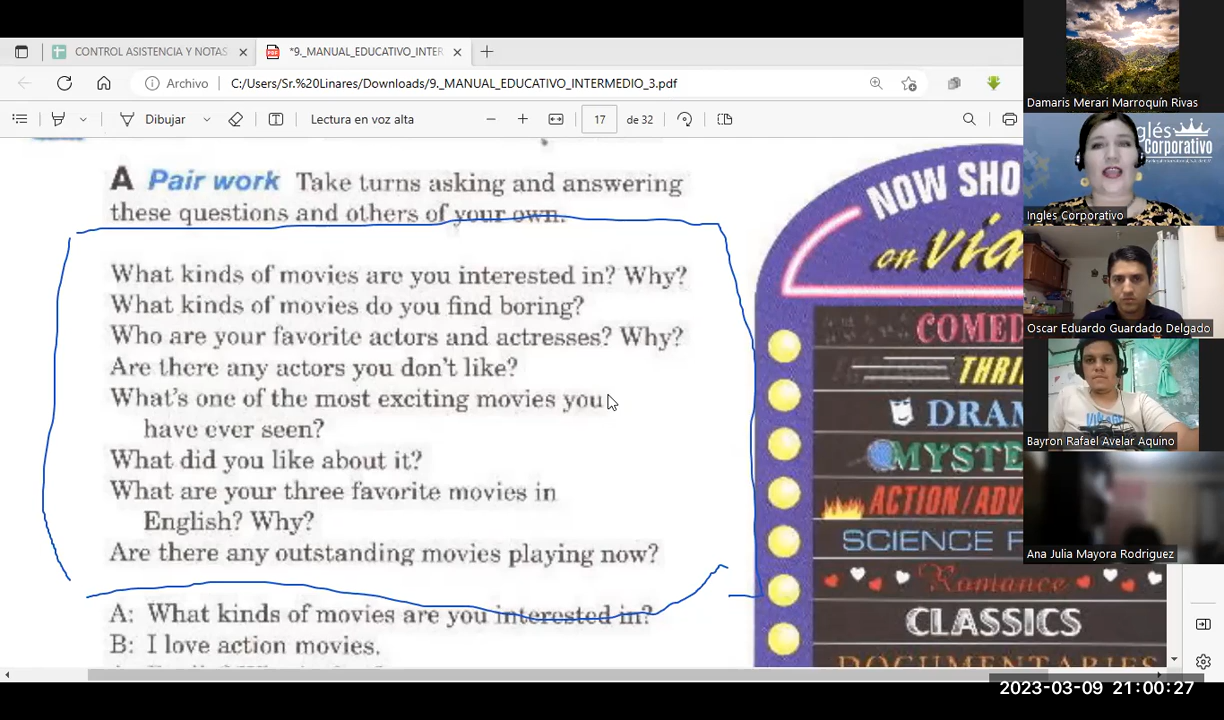 CONTROL ASISTENCIA Y NOTAS
*9._MANUAL_EDUCATIVO_INTER
Archivo
C:/Users/Sr.%20Linares/Downloads/9._MANUAL_EDUCATIVO_INTERMEDIO_3.pdf
Dibujar
Lectura en voz alta
17
de 32
A Pair work Take turns asking and answering
these questions and others of your own.
What kinds of movies are you interested in? Why?
What kinds of movies do you find boring?
Who are your favorite actors and actresses? Why?
Are there any actors you don't like?
What's one of the most exciting movies you
have ever seen?
What did you like about it?
What are your three favorite movies in
English? Why?
Are there any outstanding movies playing now?
A: What kinds of movies are you interested in?
B: I love action movies.
NOW SHO
on via
COMED
THRI
DRAM
MYSTE
ACTION/ADV
SCIENCE F
Romance
CLASSICS
DOCUMENTARIES
Damaris Merari Marroquín Rivas
glés
Corporativo
Ingles Corporativo
Oscar Eduardo Guardado Delgado
Bayron Rafael Avelar Aquino
Ana Julia Mayora Rodriguez
2023-03-09 21:00:27